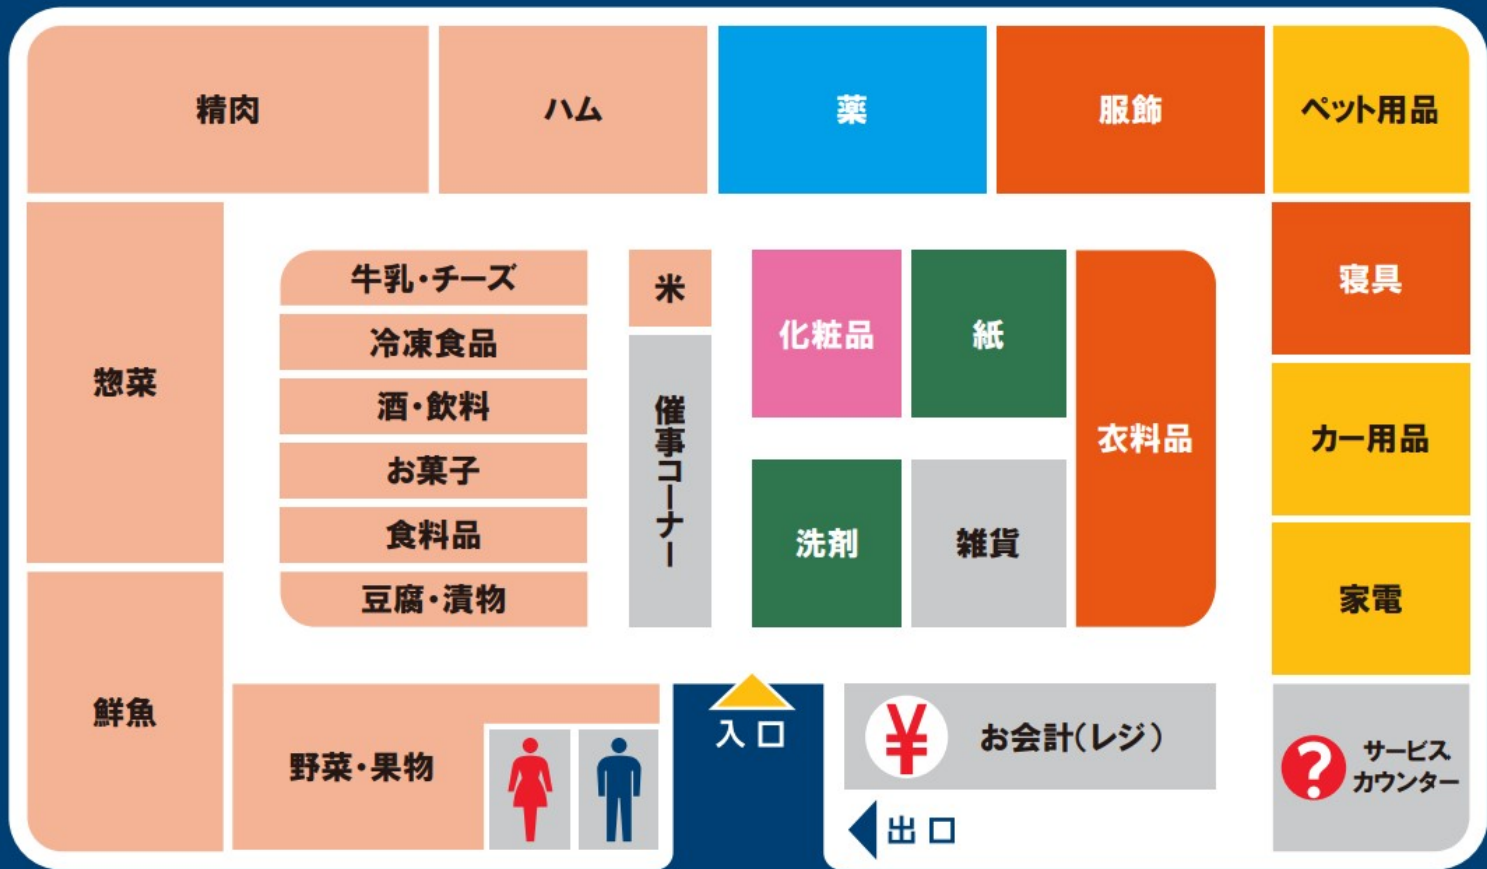 精肉
ハム
薬
服飾
ペット用品
惣菜
牛乳・チーズ
冷凍食品
酒・飲料
お菓子
食料品
豆腐・漬物
米
催事コーナー
化粧品
紙
洗剤
雑貨
衣料品
寝具
カー用品
家電
鮮魚
野菜・果物
入口
¥
お会計(レジ)
出口
?
サービス
カウンター